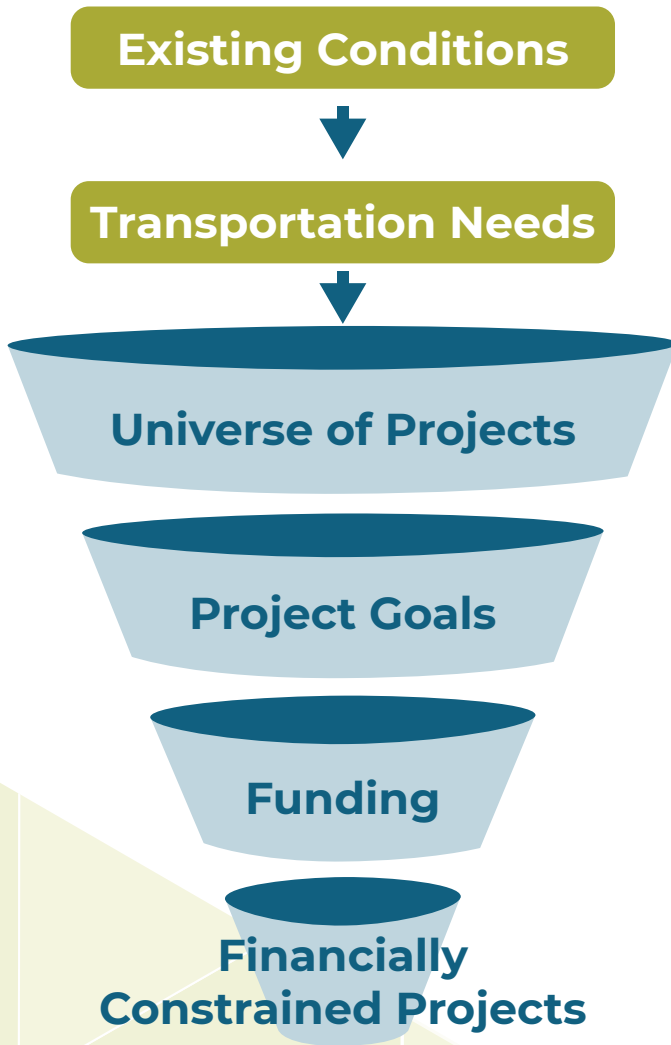 Existing Conditions
Transportation Needs
Universe of Projects
Project Goals
Funding
Financially
Constrained Projects